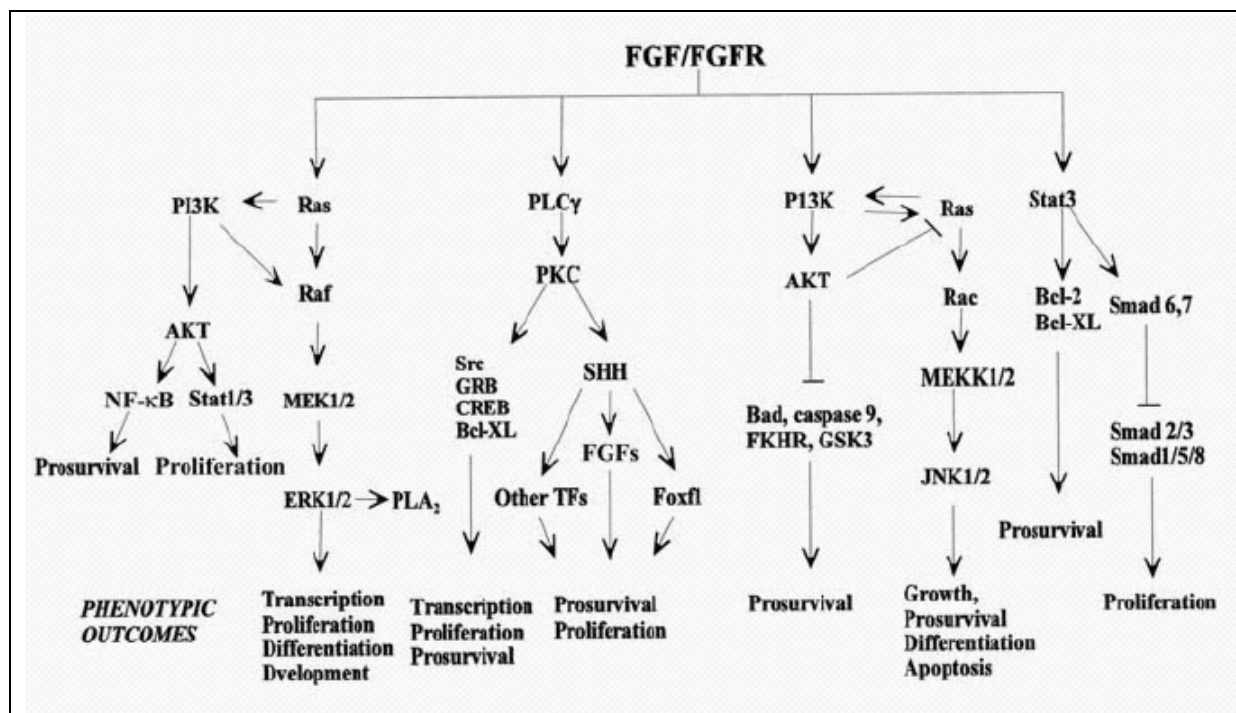 FGF/FGFR
PI3K
Ras
PLCγ
P13K
Ras
Stat3
Raf
PKC
AKT
Rac
Bcl-2
Bcl-XL
Smad 6,7
AKT
NF-κB
Stat1/3
MEK1/2
Src
GRB
CREB
Bcl-XL
SHH
FGFs
MEKK1/2
Bad, caspase 9,
FKHR, GSK3
Smad 2/3
Smad1/5/8
Prosurvival
Proliferation
ERK1/2
PLA₂
Other TFs
Foxf1
JNK1/2
Prosurvival
PHENOTYPIC
OUTCOMES
Transcription
Proliferation
Differentiation
Dvelopment
Transcription
Proliferation
Prosurvival
Prosurvival
Proliferation
Prosurvival
Growth,
Prosurvival
Differentiation
Apoptosis
Proliferation